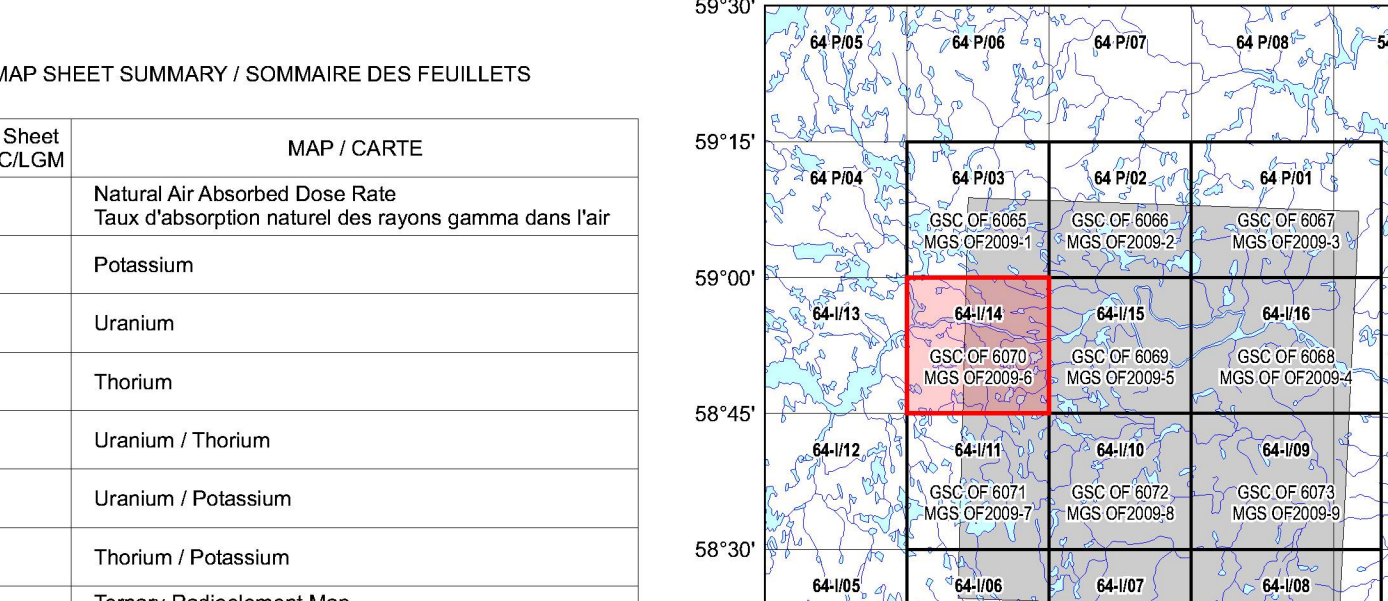 MAP SHEET SUMMARY / SOMMAIRE DES FEUILLETS
Sheet
C/LGM
MAP / CARTE
Natural Air Absorbed Dose Rate
Taux d'absorption naturel des rayons gamma dans l'air
Potassium
Uranium
Thorium
Uranium / Thorium
Uranium / Potassium
Thorium / Potassium
Ternary Radioelement Map
59°30'
64 P/05
64 P/06
64 P/07
64 P/08
59°15'
64 P/04
64 P/03
64 P/02
64 P/01
GSC OF 6065
MGS OF2009-1
GSC OF 6066
MGS OF2009-2
GSC OF 6067
MGS OF2009-3
59°00'
64-I/13
64-I/14
64-I/15
64-I/16
GSC OF 6070
MGS OF2009-6
GSC OF 6069
MGS OF2009-5
GSC OF 6068
MGS OF OF2009-4
58°45'
64-I/12
64-I/11
64-I/10
64-I/09
GSC OF 6071
MGS OF2009-7
GSC OF 6072
MGS OF2009-8
GSC OF 6073
MGS OF2009-9
58°30'
64-I/05
64-I/06
64-I/07
64-I/08